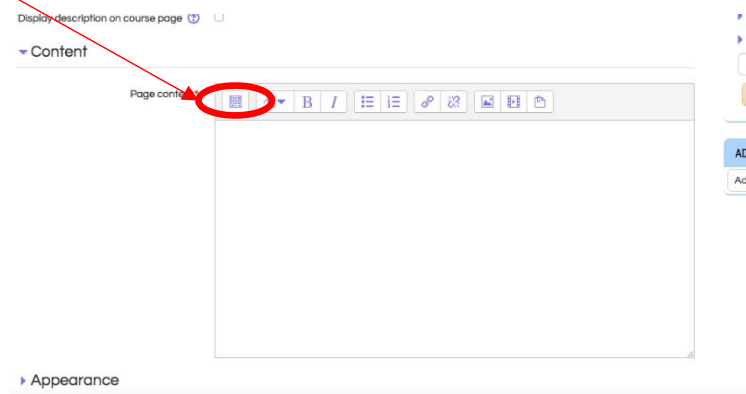 Display description on course page
Content
Page content
B I
AD
Ad
Appearance